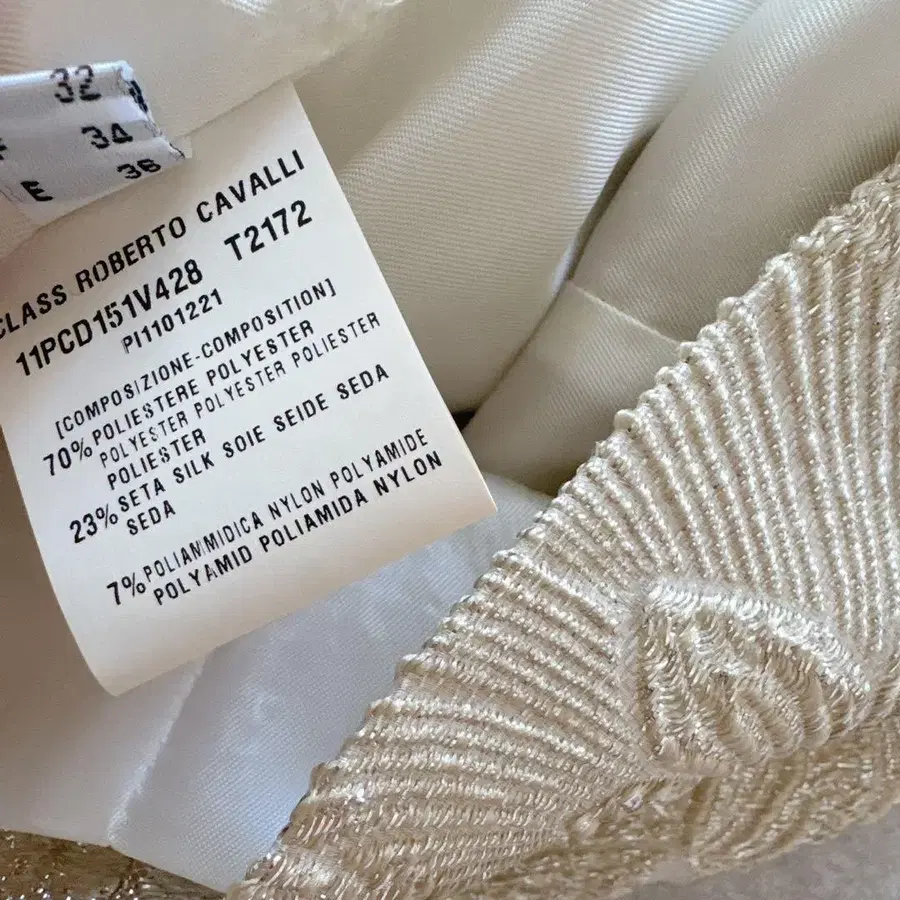 32
34
E 36
CLASS ROBERTO CAVALLI
11PCD151V428 T2172
PI1101221
[COMPOSIZIONE-COMPOSITION]
70% POLIESTERE POLYESTER
POLYESTER POLYESTER POLIESTER
POLIESTER
23% SETA SILK SOIE SEIDE SEDA
SEDA
7% POLIAMMIDICA NYLON POLYAMIDE
POLYAMID POLIAMIDA NYLON